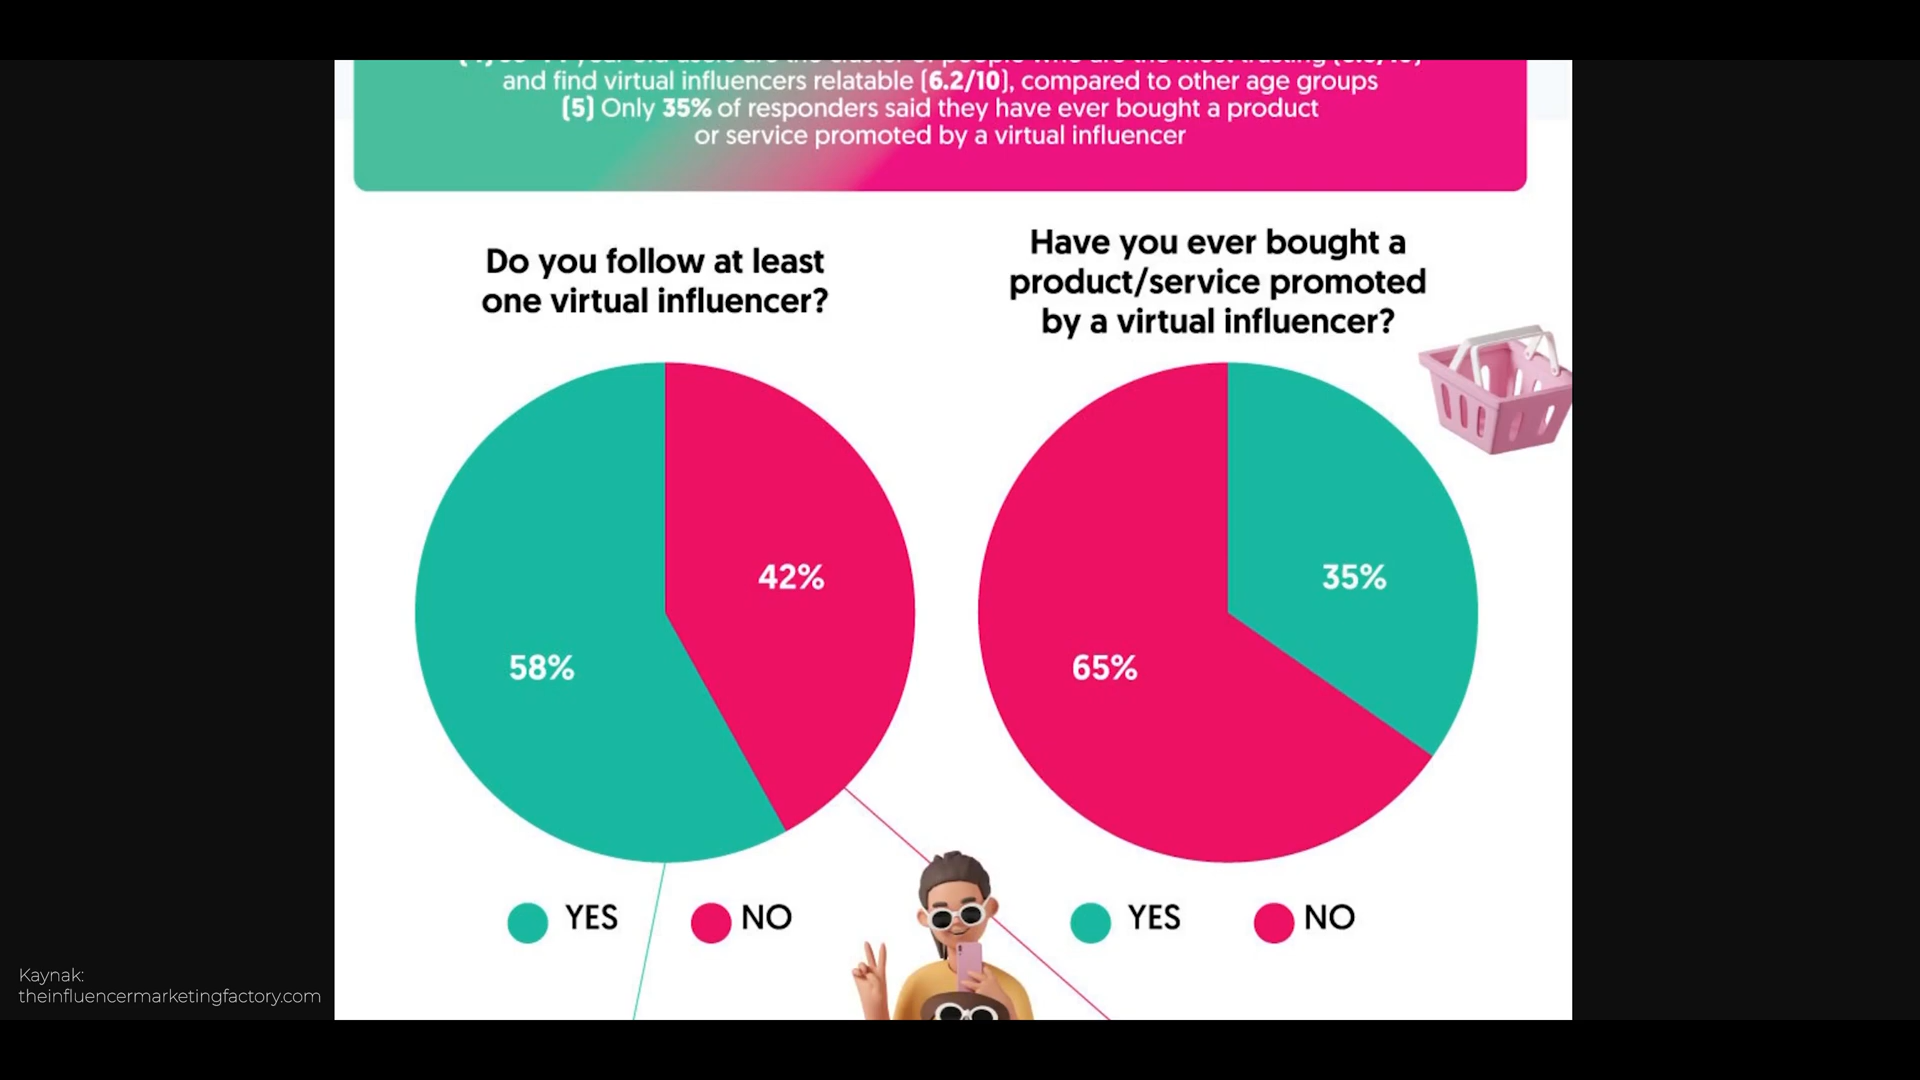 and find virtual influencers relatable (6.2/10), compared to other age groups
(5) Only 35% of responders said they have ever bought a product
or service promoted by a virtual influencer
Do you follow at least
one virtual influencer?
Have you ever bought a
product/service promoted
by a virtual influencer?
42%
58%
35%
65%
YES
NO
YES
NO
Kaynak:
theinfluencermarketingfactory.com